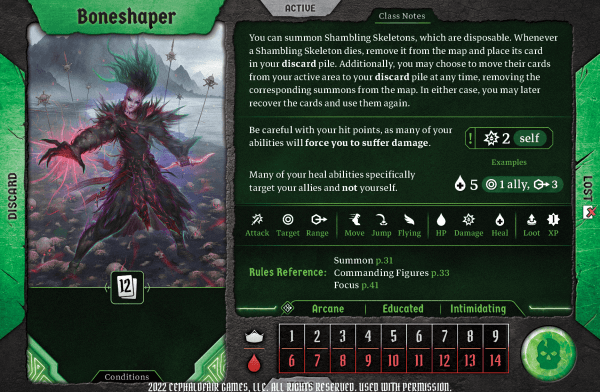 Boneshaper
ACTIVE
Class Notes
You can summon Shambling Skeletons, which are disposable. Whenever
a Shambling Skeleton dies, remove it from the map and place its card
in your discard pile. Additionally, you may choose to move their cards
from your active area to your discard pile at any time, removing the
corresponding summons from the map. In either case, you may later
recover the cards and use them again.
Be careful with your hit points, as many of your
abilities will force you to suffer damage.
! 2 self
Examples
Many of your heal abilities specifically
target your allies and not yourself.
5 1 ally, 3
Attack Target Range Move Jump Flying HP Damage Heal Loot XP
Rules Reference:
Summon p.31
Commanding Figures p.33
Focus p.41
Arcane Educated Intimidating
1 2 3 4 5 6 7 8 9
6 7 8 9 10 11 12 13 14
12
Conditions
DISCARD
LOST
2022 CEPHALOFAIR GAMES, LLC. ALL RIGHTS RESERVED. USED WITH PERMISSION.